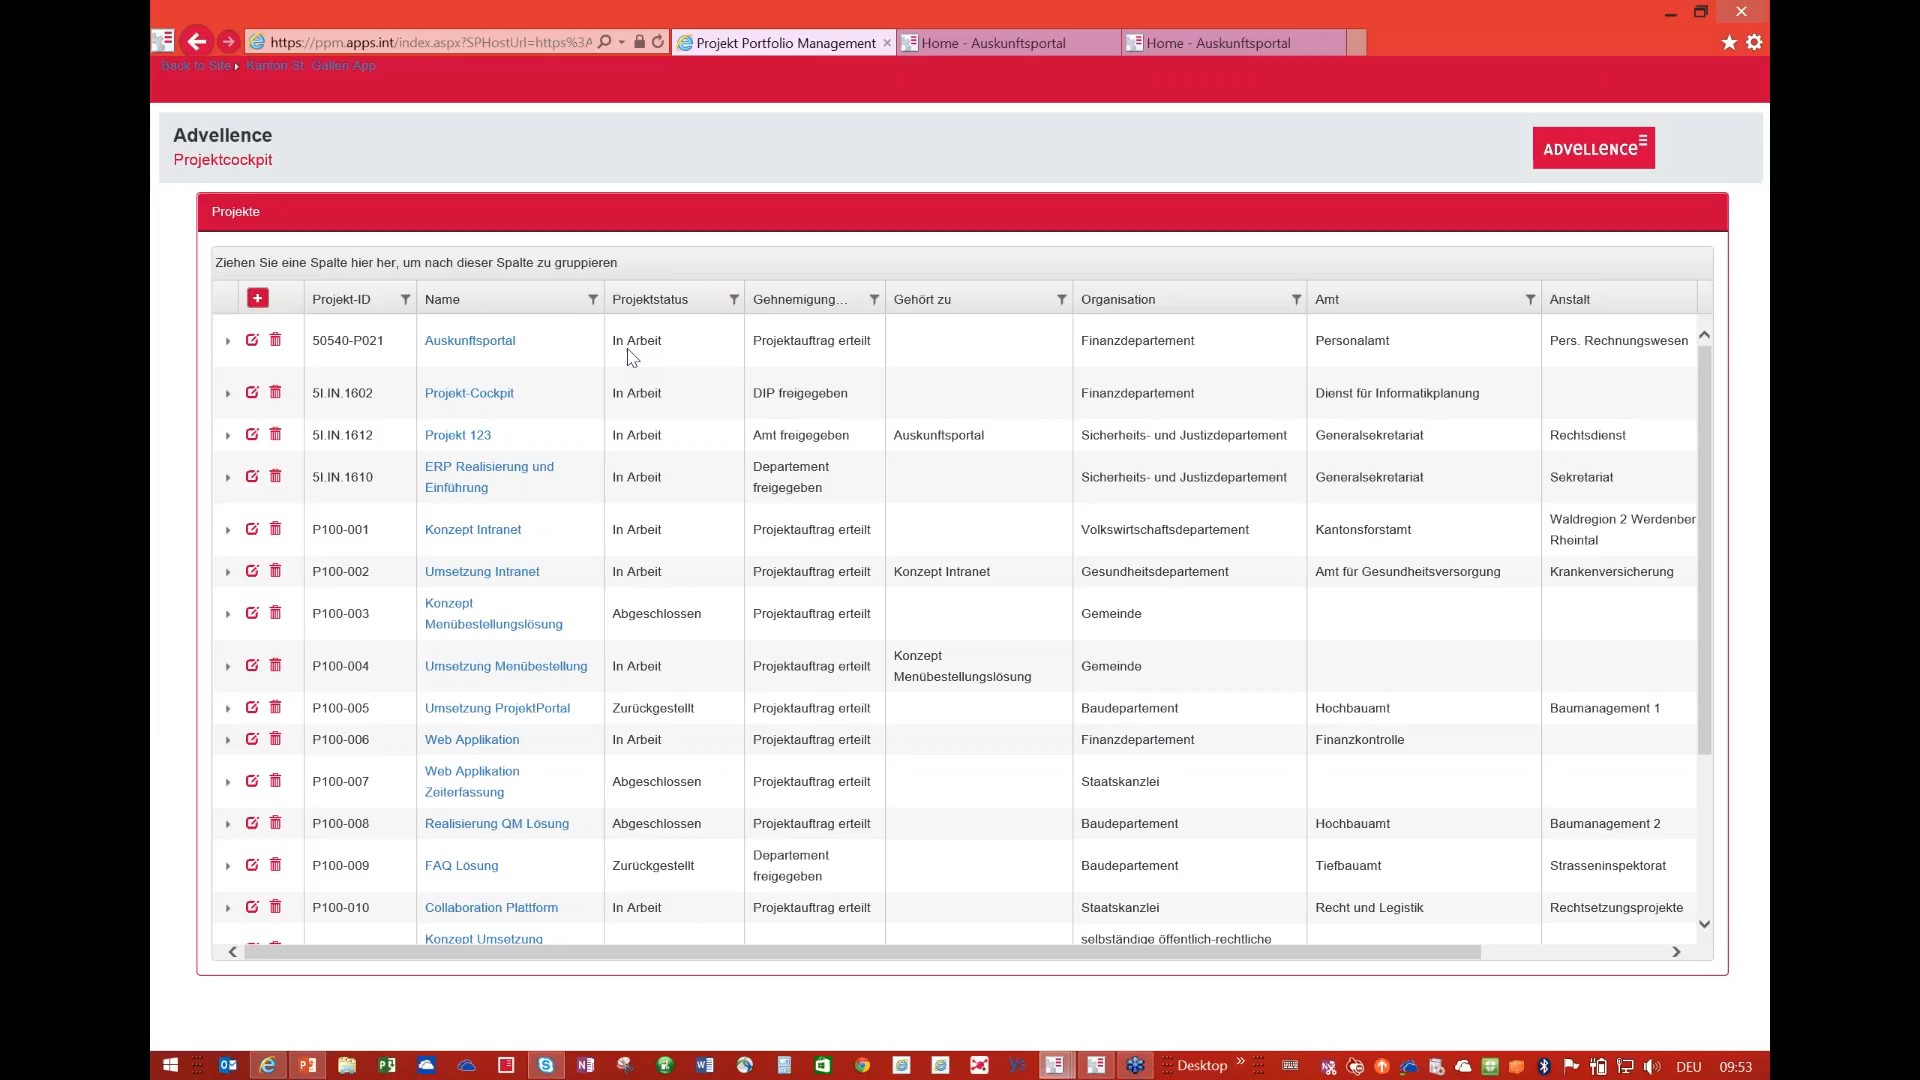 https://ppm.apps.int/index.aspx?SPHostUrl=https%3A
Projekt Portfolio Management
Home - Auskunftsportal
Home - Auskunftsportal
Back to Site Kanton St. Gallen App
Advellence
Projektcockpit
ADVELLENCE
Projekte
Ziehen Sie eine Spalte hier her, um nach dieser Spalte zu gruppieren
Projekt-ID Name Projektstatus Gehnemigung... Gehört zu Organisation Amt Anstalt
50540-P021 Auskunftsportal In Arbeit Projektauftrag erteilt Finanzdepartement Personalamt Pers. Rechnungswesen
5I.IN.1602 Projekt-Cockpit In Arbeit DIP freigegeben Finanzdepartement Dienst für Informatikplanung
5I.IN.1612 Projekt 123 In Arbeit Amt freigegeben Auskunftsportal Sicherheits- und Justizdepartement Generalsekretariat Rechtsdienst
5I.IN.1610 ERP Realisierung und
Einführung In Arbeit Departement
freigegeben Sicherheits- und Justizdepartement Generalsekretariat Sekretariat
P100-001 Konzept Intranet In Arbeit Projektauftrag erteilt Volkswirtschaftsdepartement Kantonsforstamt Waldregion 2 Werdenber
Rheintal
P100-002 Umsetzung Intranet In Arbeit Projektauftrag erteilt Konzept Intranet Gesundheitsdepartement Amt für Gesundheitsversorgung Krankenversicherung
P100-003 Konzept
Menübestellungslösung Abgeschlossen Projektauftrag erteilt Gemeinde
P100-004 Umsetzung Menübestellung In Arbeit Projektauftrag erteilt Konzept
Menübestellungslösung Gemeinde
P100-005 Umsetzung ProjektPortal Zurückgestellt Projektauftrag erteilt Baudepartement Hochbauamt Baumanagement 1
P100-006 Web Applikation In Arbeit Projektauftrag erteilt Finanzdepartement Finanzkontrolle
P100-007 Web Applikation
Zeiterfassung Abgeschlossen Projektauftrag erteilt Staatskanzlei
P100-008 Realisierung QM Lösung Abgeschlossen Projektauftrag erteilt Baudepartement Hochbauamt Baumanagement 2
P100-009 FAQ Lösung Zurückgestellt Departement
freigegeben Baudepartement Tiefbauamt Strasseninspektorat
P100-010 Collaboration Plattform In Arbeit Projektauftrag erteilt Staatskanzlei Recht und Legistik Rechtsetzungsprojekte
Konzept Umsetzung selbständige öffentlich-rechtliche
Desktop DEU 09:53